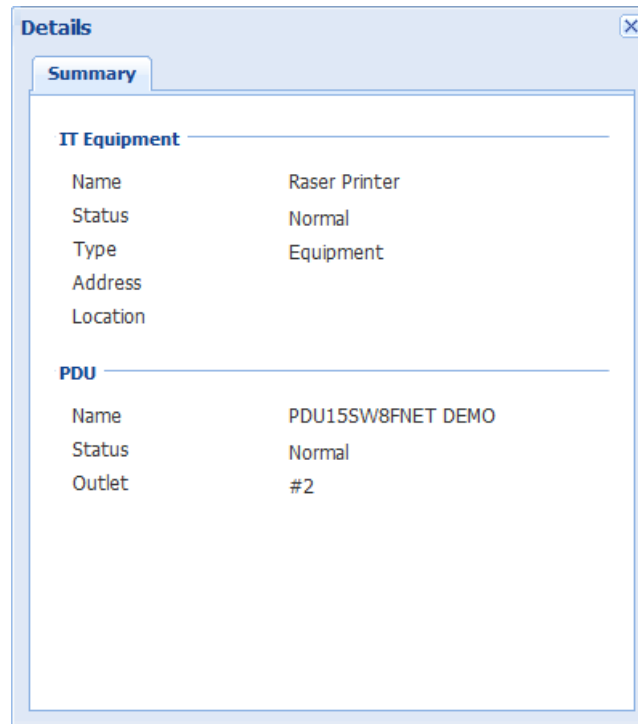 Details
Summary
IT Equipment
Name Raser Printer
Status Normal
Type Equipment
Address
Location
PDU
Name PDU15SW8FNET DEMO
Status Normal
Outlet #2